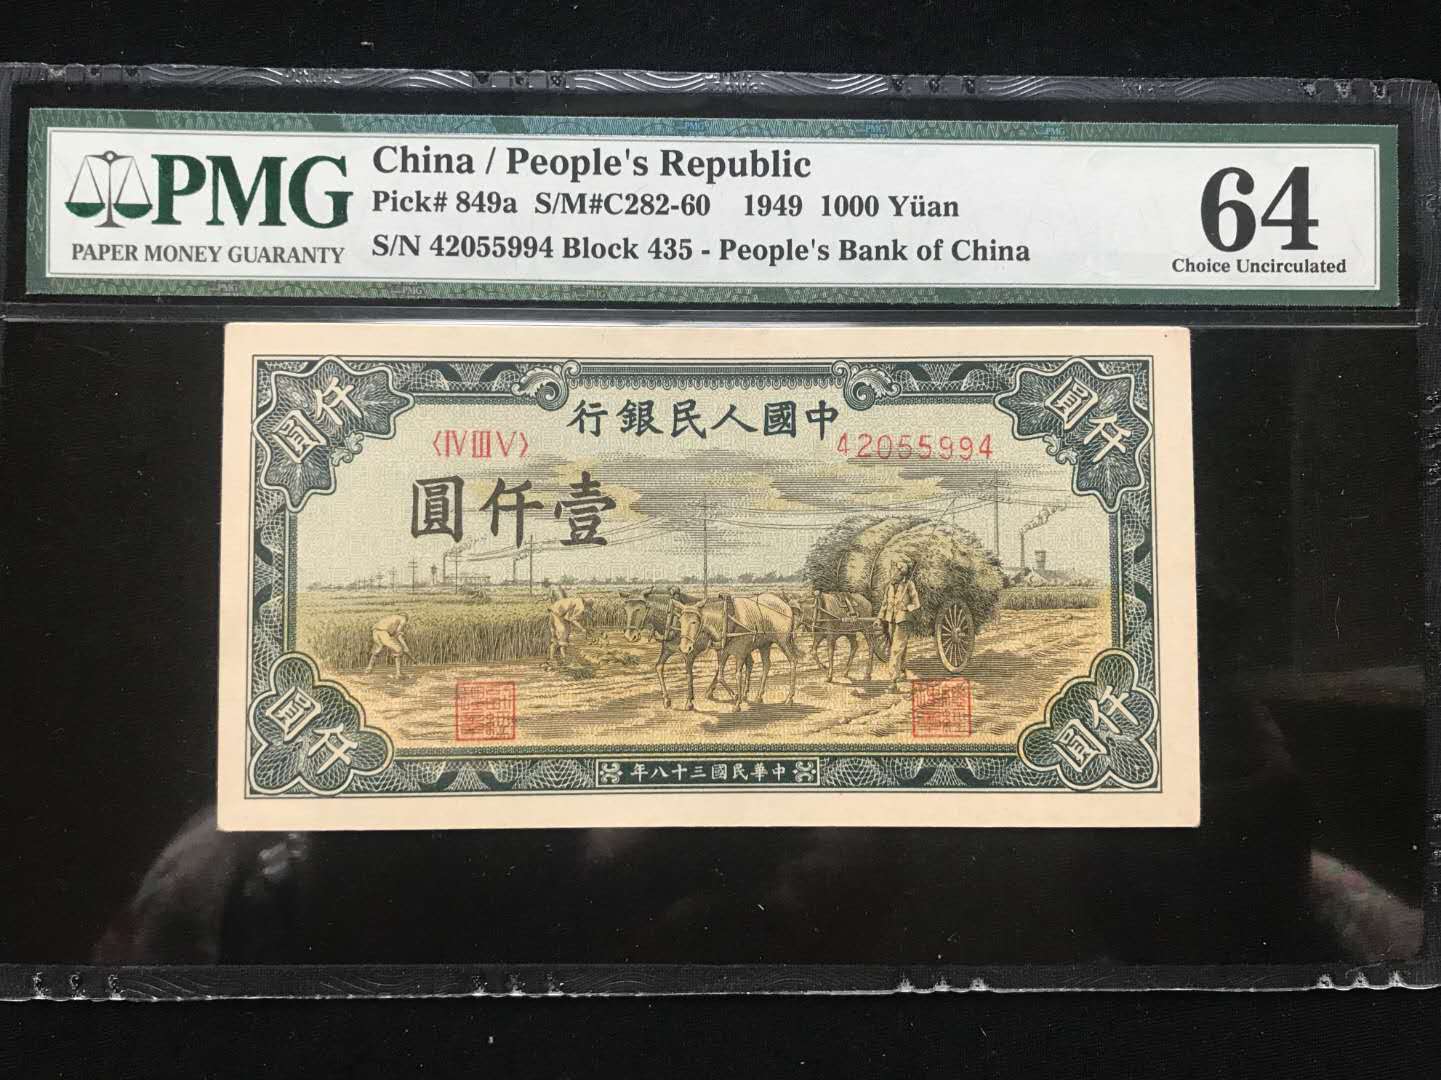 PMG
PAPER MONEY GUARANTY
China / People's Republic
Pick# 849a S/M#C282-60 1949 1000 Yüan
S/N 42055994 Block 435 - People's Bank of China
64
Choice Uncirculated
仟圓
仟圓
中國人民銀行
〈IV III V〉
42055994
壹仟圓
仟圓
仟圓
中華民國三十八年